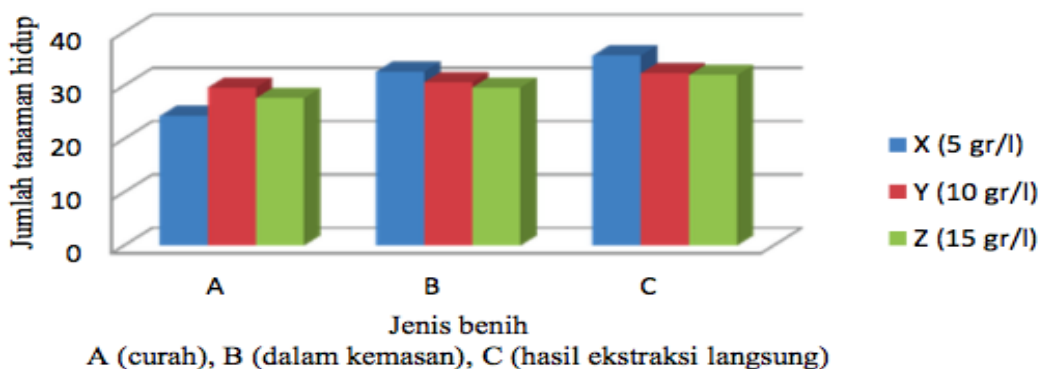 Jumlah tanaman hidup
40
30
20
10
0
A B C
Jenis benih
A (curah), B (dalam kemasan), C (hasil ekstraksi langsung)
X (5 gr/l)
Y (10 gr/l)
Z (15 gr/l)